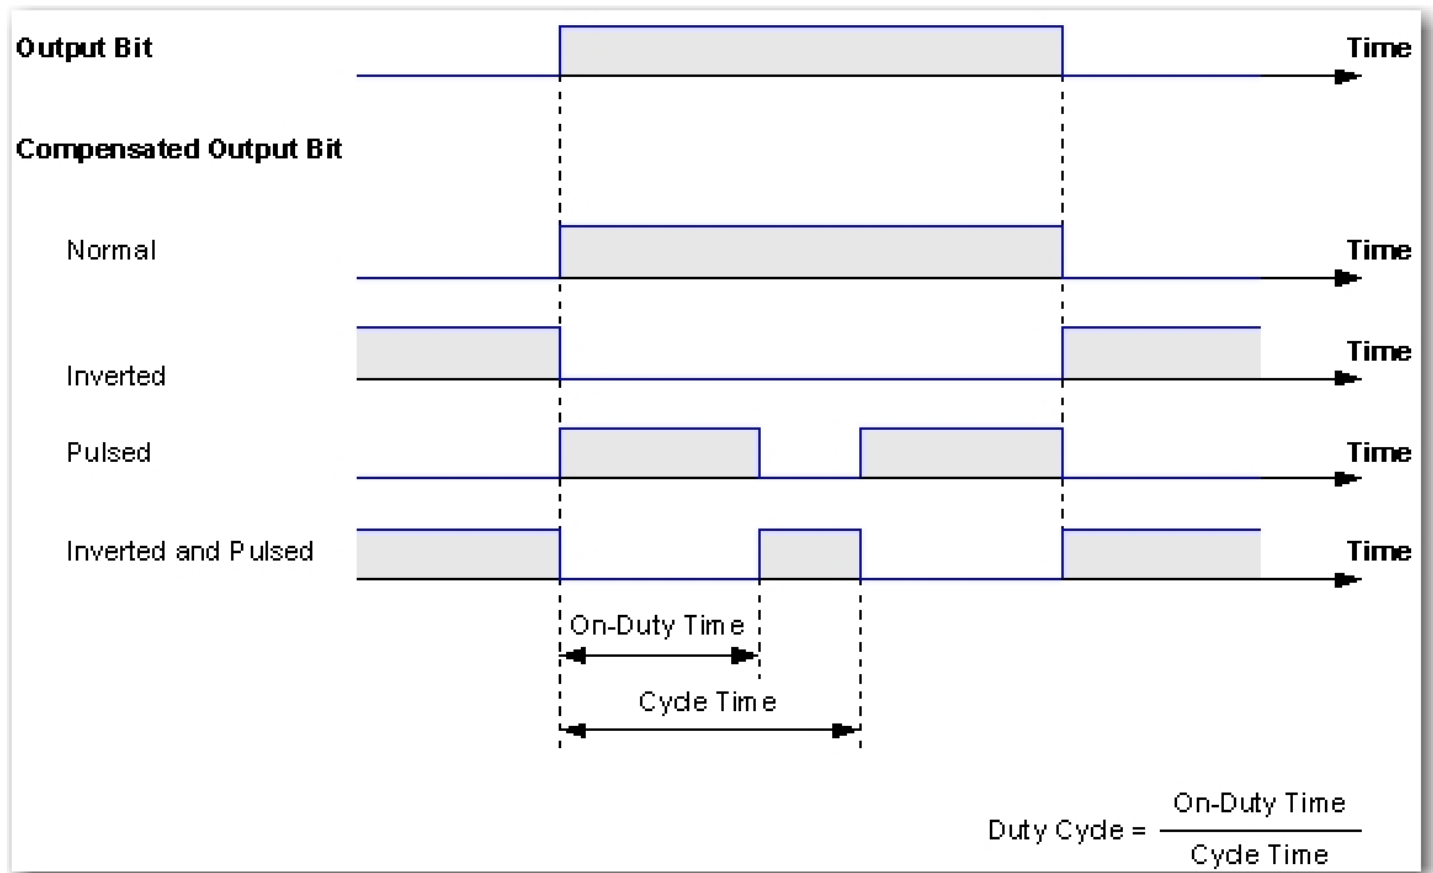 Output Bit
Time
Compensated Output Bit
Normal
Time
Inverted
Time
Pulsed
Time
Inverted and Pulsed
Time
On-Duty Time
Cycle Time
Duty Cycle = On-Duty Time
Cycle Time